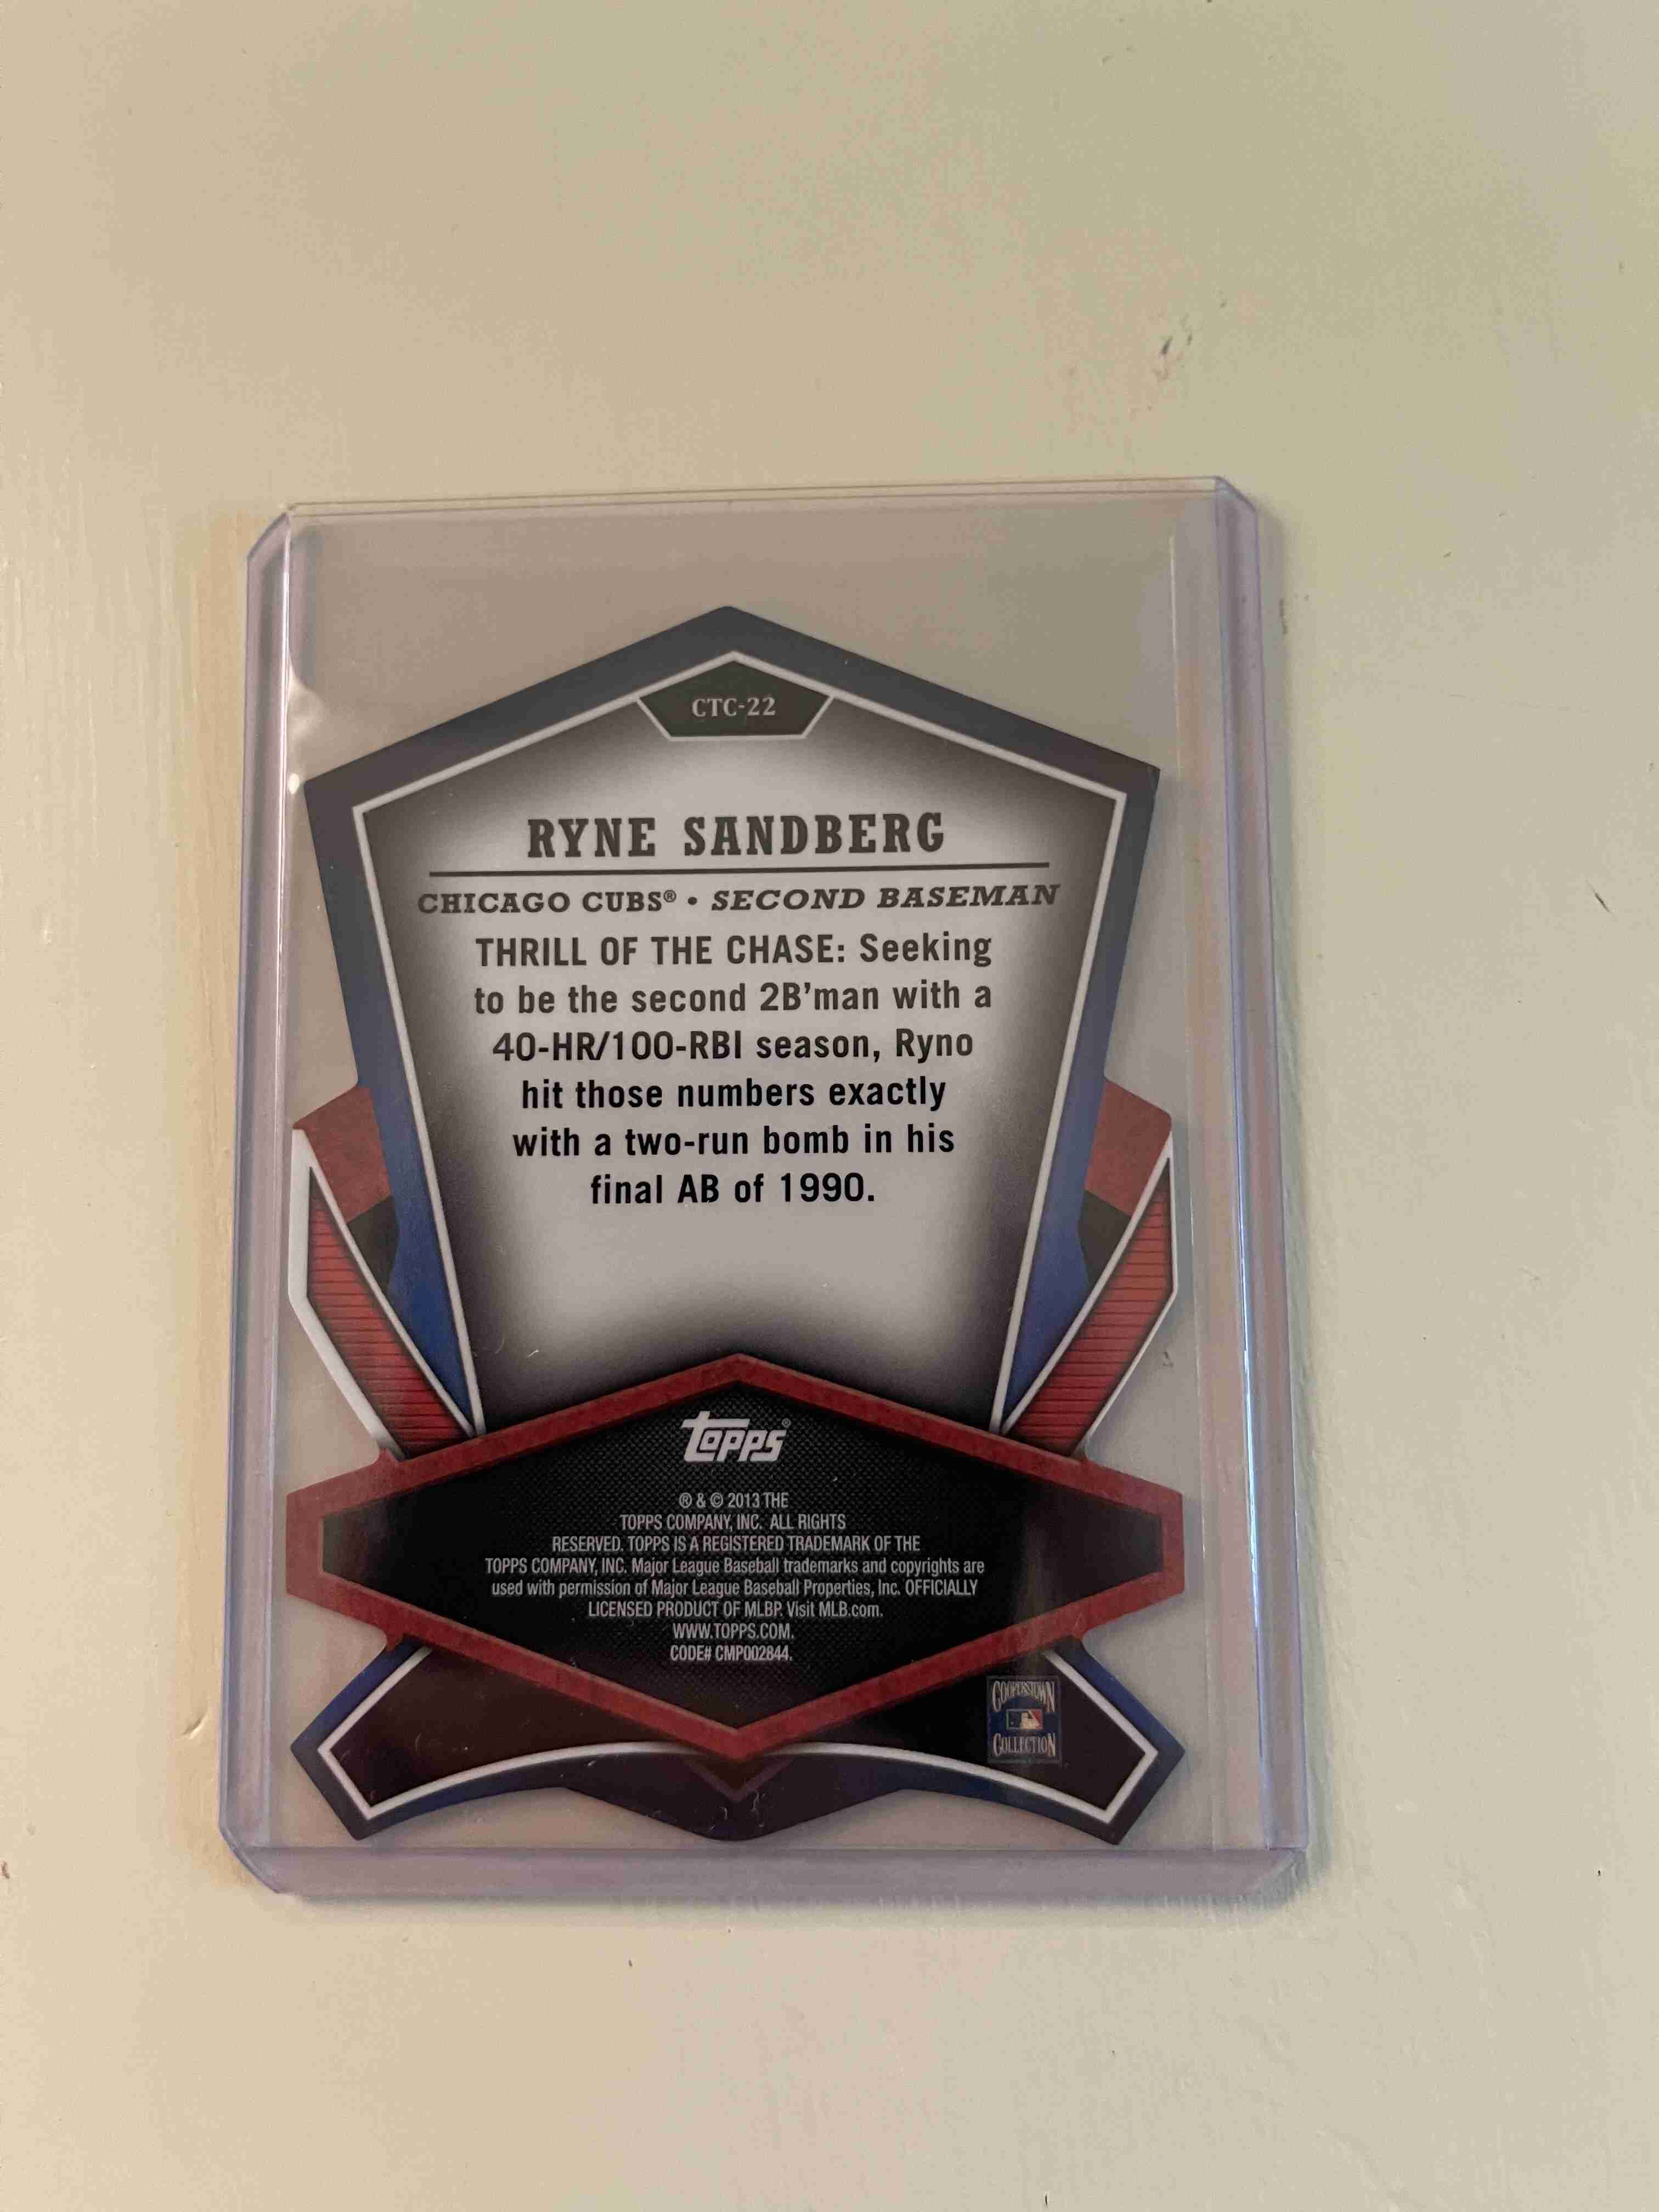 CTC-22
RYNE SANDBERG
CHICAGO CUBS® • SECOND BASEMAN
THRILL OF THE CHASE: Seeking
to be the second 2B'man with a
40-HR/100-RBI season, Ryno
hit those numbers exactly
with a two-run bomb in his
final AB of 1990.
Topps®
® & © 2013 THE
TOPPS COMPANY, INC. ALL RIGHTS
RESERVED. TOPPS IS A REGISTERED TRADEMARK OF THE
TOPPS COMPANY, INC. Major League Baseball trademarks and copyrights are
used with permission of Major League Baseball Properties, Inc. OFFICIALLY
LICENSED PRODUCT OF MLBP. Visit MLB.com.
WWW.TOPPS.COM.
CODE# CMP002844.
COOPERSTOWN
COLLECTION